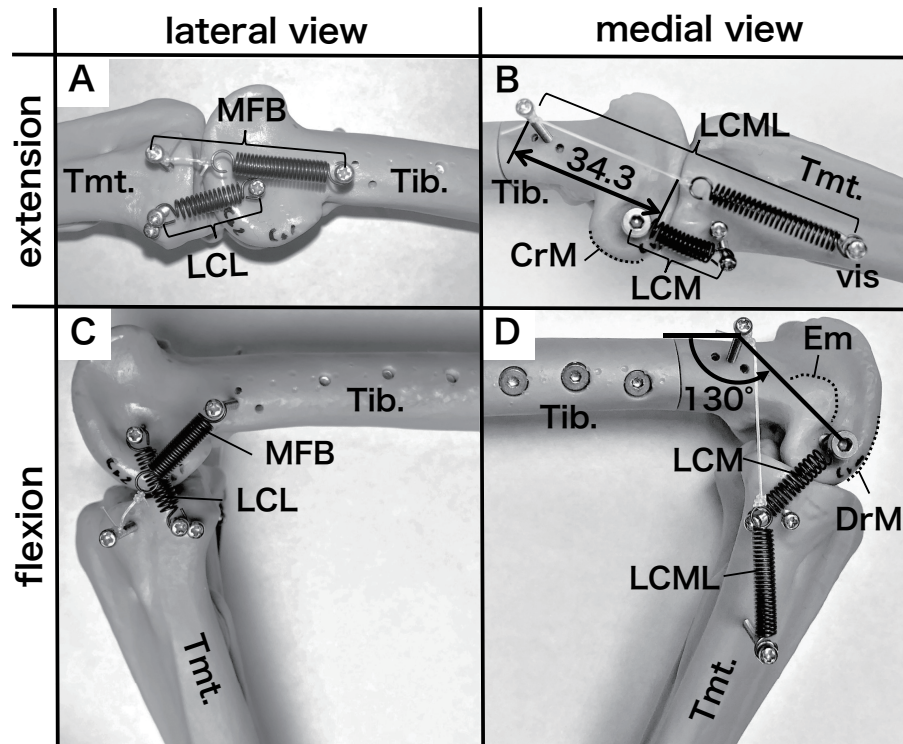 lateral view
medial view
extension
flexion
A
MFB
Tmt.
Tib.
LCL
B
LCML
34.3
Tmt.
Tib.
CrM
LCM
vis
C
Tib.
MFB
LCL
Tmt.
D
Em
130°
Tib.
LCM
DrM
LCML
Tmt.